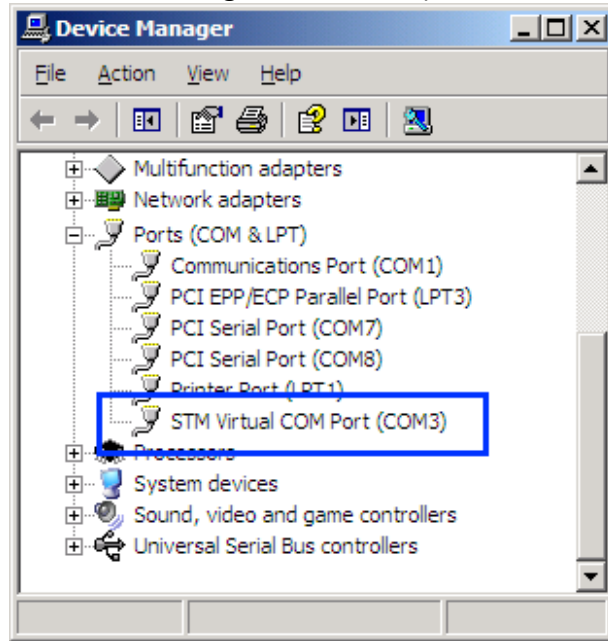 Device Manager
File Action View Help
Multifunction adapters
Network adapters
Ports (COM & LPT)
Communications Port (COM1)
PCI EPP/ECP Parallel Port (LPT3)
PCI Serial Port (COM7)
PCI Serial Port (COM8)
Printer Port (LPT1)
STM Virtual COM Port (COM3)
Processors
System devices
Sound, video and game controllers
Universal Serial Bus controllers